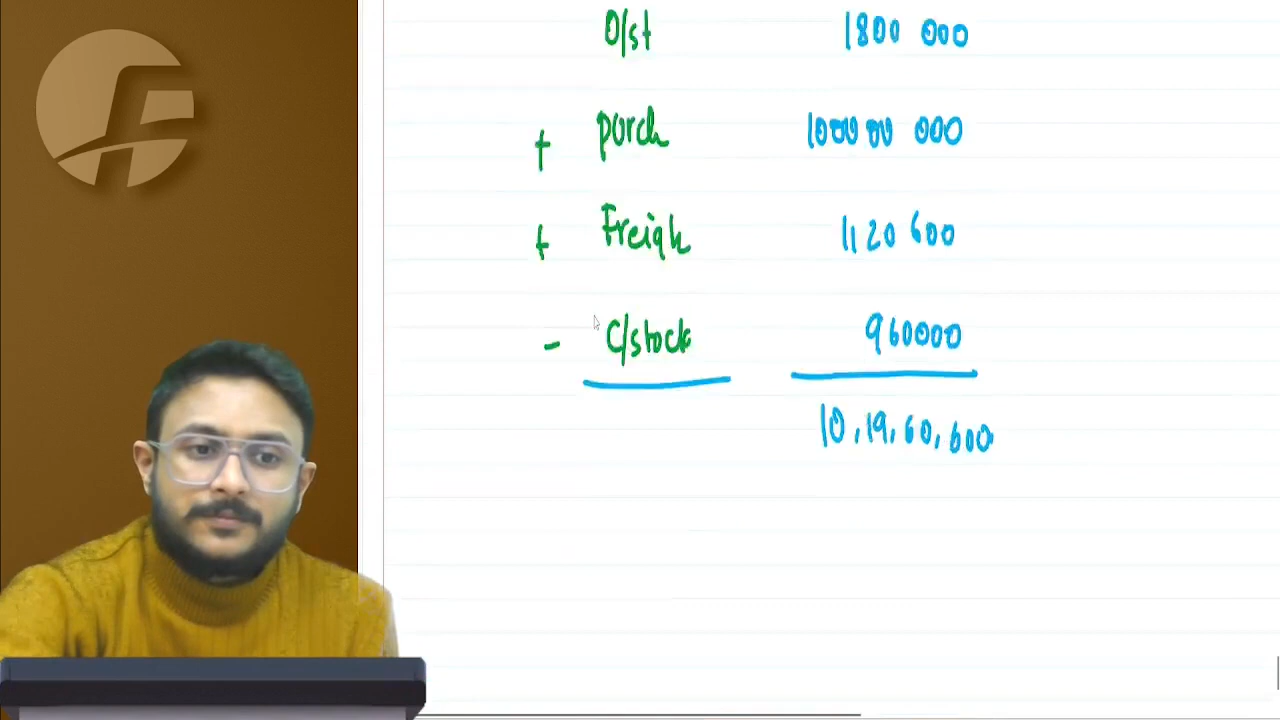 O/st 1800 000
+ purch 1000 00 000
+ Freigh 1120 600
- C/stock 960000
10,19,60,600